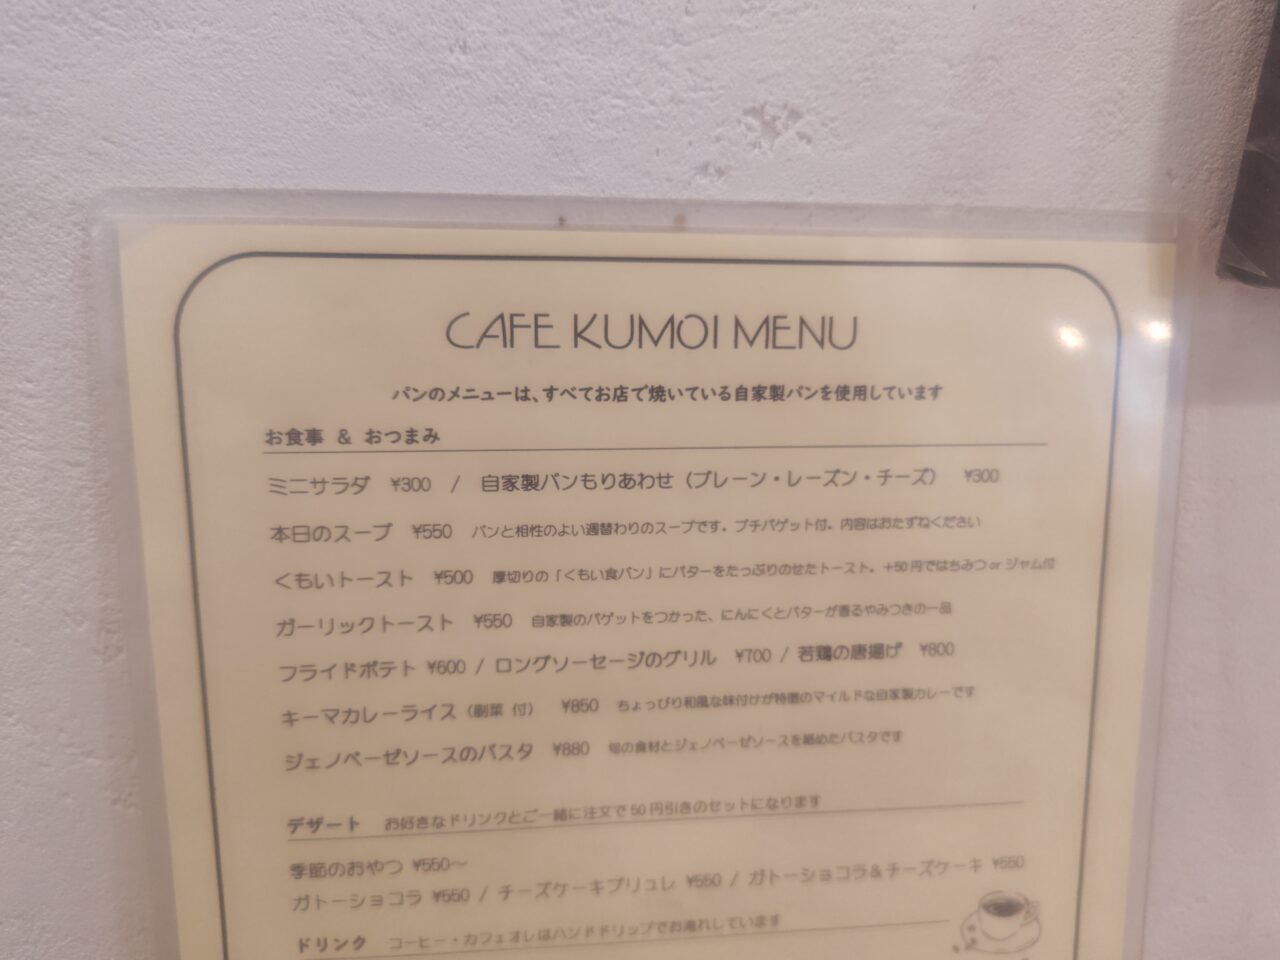 CAFE KUMOI MENU
パンのメニューは、すべてお店で焼いている自家製パンを使用しています
お食事 & おつまみ
ミニサラダ ¥300 / 自家製パンもりあわせ（プレーン・レーズン・チーズ） ¥300
本日のスープ ¥550 パンと相性のよい週替わりのスープです。プチバゲット付。内容はおたずねください
くもいトースト ¥500 厚切りの「くもい食パン」にバターをたっぷりのせたトースト。＋50円ではちみつ or ジャム付
ガーリックトースト ¥550 自家製のバゲットをつかった、にんにくとバターが香るやみつきの一品
フライドポテト ¥600 / ロングソーセージのグリル ¥700 / 若鶏の唐揚げ ¥800
キーマカレーライス（副菜 付） ¥850 ちょっぴり和風な味付けが特徴のマイルドな自家製カレーです
ジェノベーゼソースのパスタ ¥880 旬の食材とジェノベーゼソースを絡めたパスタです
デザート お好きなドリンクとご一緒に注文で50円引きのセットになります
季節のおやつ ¥550〜
ガトーショコラ ¥550 / チーズケーキブリュレ ¥550 / ガトーショコラ&チーズケーキ ¥550
ドリンク コーヒー・カフェオレはハンドドリップでお淹れしています